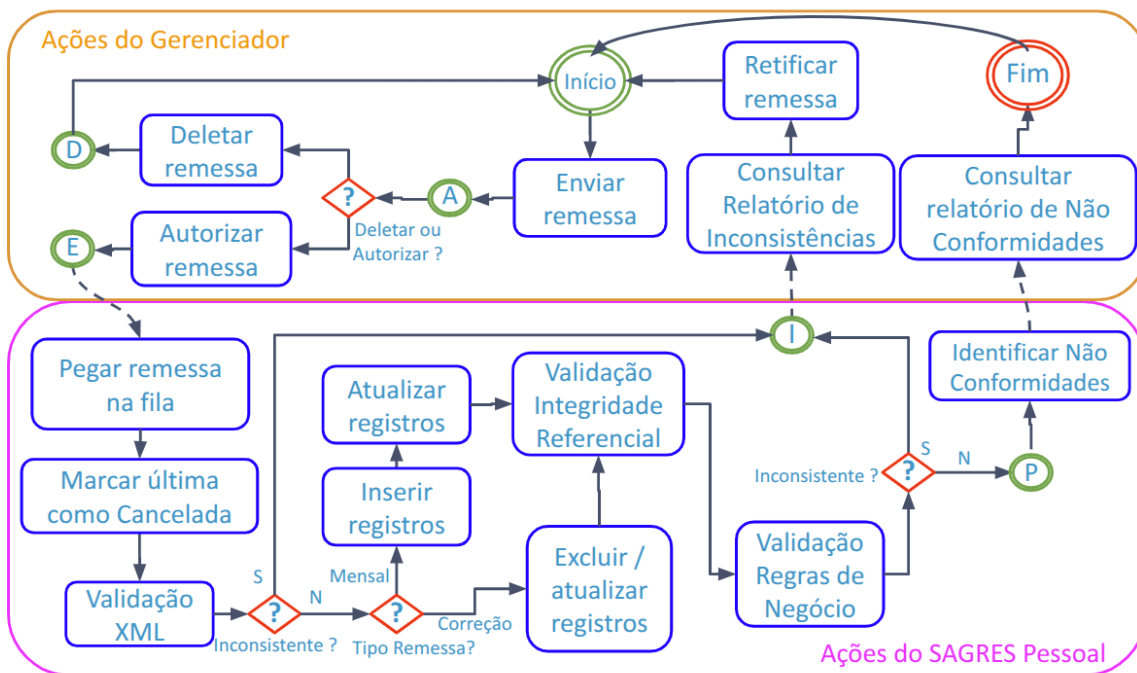 Ações do Gerenciador
Início
Retificar
remessa
Fim
D
Deletar
remessa
?
A
Enviar
remessa
Consultar
Relatório de
Inconsistências
Consultar
relatório de Não
Conformidades
Deletar ou
Autorizar ?
E
Autorizar
remessa
I
Pegar remessa
na fila
Atualizar
registros
Validação
Integridade
Referencial
Identificar Não
Conformidades
Marcar última
como Cancelada
Inserir
registros
Inconsistente ?
?
S
N
P
Validação
XML
S
?
N
Inconsistente ?
Mensal
?
Tipo Remessa?
Correção
Excluir /
atualizar
registros
Validação
Regras de
Negócio
Ações do SAGRES Pessoal